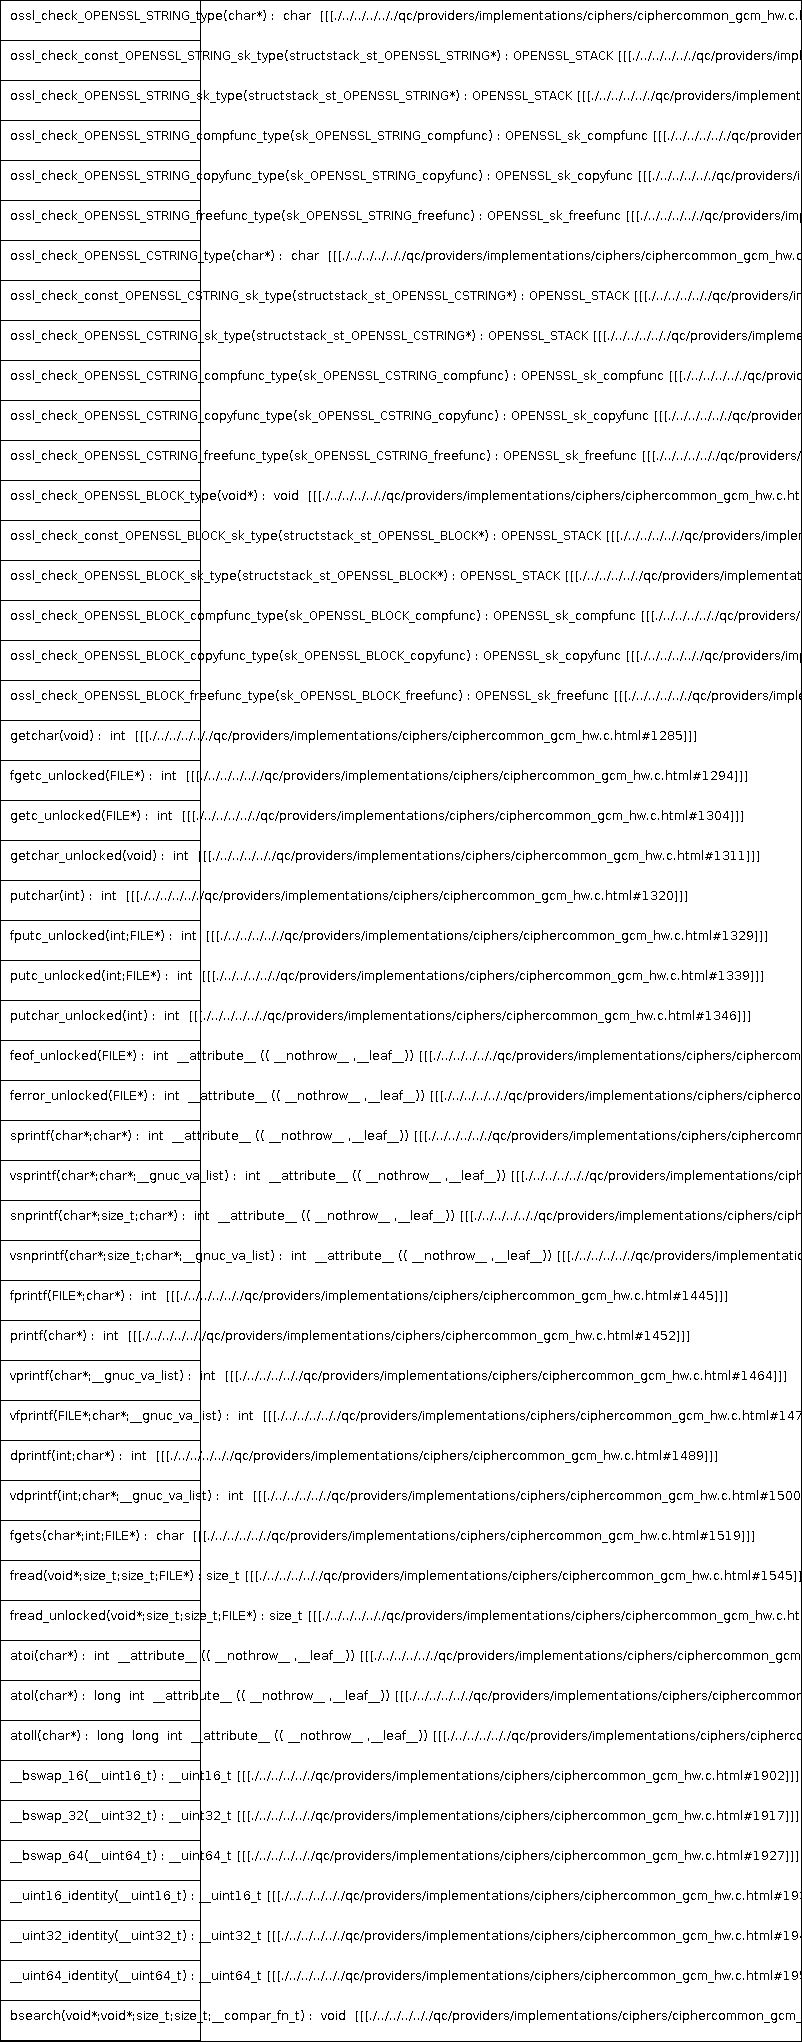 ossl_check_OPENSSL_STRING_type(char*) : char [[[./../../../../../qc/providers/implementations/ciphers/ciphercommon_gcm_hw.c.
ossl_check_const_OPENSSL_STRING_sk_type(structstack_st_OPENSSL_STRING*) : OPENSSL_STACK [[[./../../../../../qc/providers/impl
ossl_check_OPENSSL_STRING_sk_type(structstack_st_OPENSSL_STRING*) : OPENSSL_STACK [[[./../../../../../qc/providers/implement
ossl_check_OPENSSL_STRING_compfunc_type(sk_OPENSSL_STRING_compfunc) : OPENSSL_sk_compfunc [[[./../../../../../qc/provider
ossl_check_OPENSSL_STRING_copyfunc_type(sk_OPENSSL_STRING_copyfunc) : OPENSSL_sk_copyfunc [[[./../../../../../qc/providers/i
ossl_check_OPENSSL_STRING_freefunc_type(sk_OPENSSL_STRING_freefunc) : OPENSSL_sk_freefunc [[[./../../../../../qc/providers/im
ossl_check_OPENSSL_CSTRING_type(char*) : char [[[./../../../../../qc/providers/implementations/ciphers/ciphercommon_gcm_hw.c
ossl_check_const_OPENSSL_CSTRING_sk_type(structstack_st_OPENSSL_CSTRING*) : OPENSSL_STACK [[[./../../../../../qc/providers/i
ossl_check_OPENSSL_CSTRING_sk_type(structstack_st_OPENSSL_CSTRING*) : OPENSSL_STACK [[[./../../../../../qc/providers/impleme
ossl_check_OPENSSL_CSTRING_compfunc_type(sk_OPENSSL_CSTRING_compfunc) : OPENSSL_sk_compfunc [[[./../../../../../qc/provi
ossl_check_OPENSSL_CSTRING_copyfunc_type(sk_OPENSSL_CSTRING_copyfunc) : OPENSSL_sk_copyfunc [[[./../../../../../qc/provider
ossl_check_OPENSSL_CSTRING_freefunc_type(sk_OPENSSL_CSTRING_freefunc) : OPENSSL_sk_freefunc [[[./../../../../../qc/providers/
ossl_check_OPENSSL_BLOCK_type(void*) : void [[[./../../../../../qc/providers/implementations/ciphers/ciphercommon_gcm_hw.c.ht
ossl_check_const_OPENSSL_BLOCK_sk_type(structstack_st_OPENSSL_BLOCK*) : OPENSSL_STACK [[[./../../../../../qc/providers/imple
ossl_check_OPENSSL_BLOCK_sk_type(structstack_st_OPENSSL_BLOCK*) : OPENSSL_STACK [[[./../../../../../qc/providers/implementat
ossl_check_OPENSSL_BLOCK_compfunc_type(sk_OPENSSL_BLOCK_compfunc) : OPENSSL_sk_compfunc [[[./../../../../../qc/providers/
ossl_check_OPENSSL_BLOCK_copyfunc_type(sk_OPENSSL_BLOCK_copyfunc) : OPENSSL_sk_copyfunc [[[./../../../../../qc/providers/im
ossl_check_OPENSSL_BLOCK_freefunc_type(sk_OPENSSL_BLOCK_freefunc) : OPENSSL_sk_freefunc [[[./../../../../../qc/providers/impl
getchar(void) : int [[[./../../../../../qc/providers/implementations/ciphers/ciphercommon_gcm_hw.c.html#1285]]]
fgetc_unlocked(FILE*) : int [[[./../../../../../qc/providers/implementations/ciphers/ciphercommon_gcm_hw.c.html#1294]]]
getc_unlocked(FILE*) : int [[[./../../../../../qc/providers/implementations/ciphers/ciphercommon_gcm_hw.c.html#1304]]]
getchar_unlocked(void) : int [[[./../../../../../qc/providers/implementations/ciphers/ciphercommon_gcm_hw.c.html#1311]]]
putchar(int) : int [[[./../../../../../qc/providers/implementations/ciphers/ciphercommon_gcm_hw.c.html#1320]]]
fputc_unlocked(int;FILE*) : int [[[./../../../../../qc/providers/implementations/ciphers/ciphercommon_gcm_hw.c.html#1329]]]
putc_unlocked(int;FILE*) : int [[[./../../../../../qc/providers/implementations/ciphers/ciphercommon_gcm_hw.c.html#1339]]]
putchar_unlocked(int) : int [[[./../../../../../qc/providers/implementations/ciphers/ciphercommon_gcm_hw.c.html#1346]]]
feof_unlocked(FILE*) : int __attribute__ (( __nothrow__ ,__leaf__)) [[[./../../../../../qc/providers/implementations/ciphers/ciphercom
ferror_unlocked(FILE*) : int __attribute__ (( __nothrow__ ,__leaf__)) [[[./../../../../../qc/providers/implementations/ciphers/cipherco
sprintf(char*;char*) : int __attribute__ (( __nothrow__ ,__leaf__)) [[[./../../../../../qc/providers/implementations/ciphers/ciphercomm
vsprintf(char*;char*;__gnuc_va_list) : int __attribute__ (( __nothrow__ ,__leaf__)) [[[./../../../../../qc/providers/implementations/ciph
snprintf(char*;size_t;char*) : int __attribute__ (( __nothrow__ ,__leaf__)) [[[./../../../../../qc/providers/implementations/ciphers/ciph
vsnprintf(char*;size_t;char*;__gnuc_va_list) : int __attribute__ (( __nothrow__ ,__leaf__)) [[[./../../../../../qc/providers/implementatio
fprintf(FILE*;char*) : int [[[./../../../../../qc/providers/implementations/ciphers/ciphercommon_gcm_hw.c.html#1445]]]
printf(char*) : int [[[./../../../../../qc/providers/implementations/ciphers/ciphercommon_gcm_hw.c.html#1452]]]
vprintf(char*;__gnuc_va_list) : int [[[./../../../../../qc/providers/implementations/ciphers/ciphercommon_gcm_hw.c.html#1464]]]
vfprintf(FILE*;char*;__gnuc_va_list) : int [[[./../../../../../qc/providers/implementations/ciphers/ciphercommon_gcm_hw.c.html#147
dprintf(int;char*) : int [[[./../../../../../qc/providers/implementations/ciphers/ciphercommon_gcm_hw.c.html#1489]]]
vdprintf(int;char*;__gnuc_va_list) : int [[[./../../../../../qc/providers/implementations/ciphers/ciphercommon_gcm_hw.c.html#1500
fgets(char*;int;FILE*) : char [[[./../../../../../qc/providers/implementations/ciphers/ciphercommon_gcm_hw.c.html#1519]]]
fread(void*;size_t;size_t;FILE*) : size_t [[[./../../../../../qc/providers/implementations/ciphers/ciphercommon_gcm_hw.c.html#1545]]
fread_unlocked(void*;size_t;size_t;FILE*) : size_t [[[./../../../../../qc/providers/implementations/ciphers/ciphercommon_gcm_hw.c.ht
atoi(char*) : int __attribute__ (( __nothrow__ ,__leaf__)) [[[./../../../../../qc/providers/implementations/ciphers/ciphercommon_gcm
atol(char*) : long int __attribute__ (( __nothrow__ ,__leaf__)) [[[./../../../../../qc/providers/implementations/ciphers/ciphercommon
atoll(char*) : long long int __attribute__ (( __nothrow__ ,__leaf__)) [[[./../../../../../qc/providers/implementations/ciphers/cipherco
__bswap_16(__uint16_t) : __uint16_t [[[./../../../../../qc/providers/implementations/ciphers/ciphercommon_gcm_hw.c.html#1902]]]
__bswap_32(__uint32_t) : __uint32_t [[[./../../../../../qc/providers/implementations/ciphers/ciphercommon_gcm_hw.c.html#1917]]]
__bswap_64(__uint64_t) : __uint64_t [[[./../../../../../qc/providers/implementations/ciphers/ciphercommon_gcm_hw.c.html#1927]]]
__uint16_identity(__uint16_t) : __uint16_t [[[./../../../../../qc/providers/implementations/ciphers/ciphercommon_gcm_hw.c.html#193
__uint32_identity(__uint32_t) : __uint32_t [[[./../../../../../qc/providers/implementations/ciphers/ciphercommon_gcm_hw.c.html#194
__uint64_identity(__uint64_t) : __uint64_t [[[./../../../../../qc/providers/implementations/ciphers/ciphercommon_gcm_hw.c.html#195
bsearch(void*;void*;size_t;size_t;__compar_fn_t) : void [[[./../../../../../qc/providers/implementations/ciphers/ciphercommon_gcm_